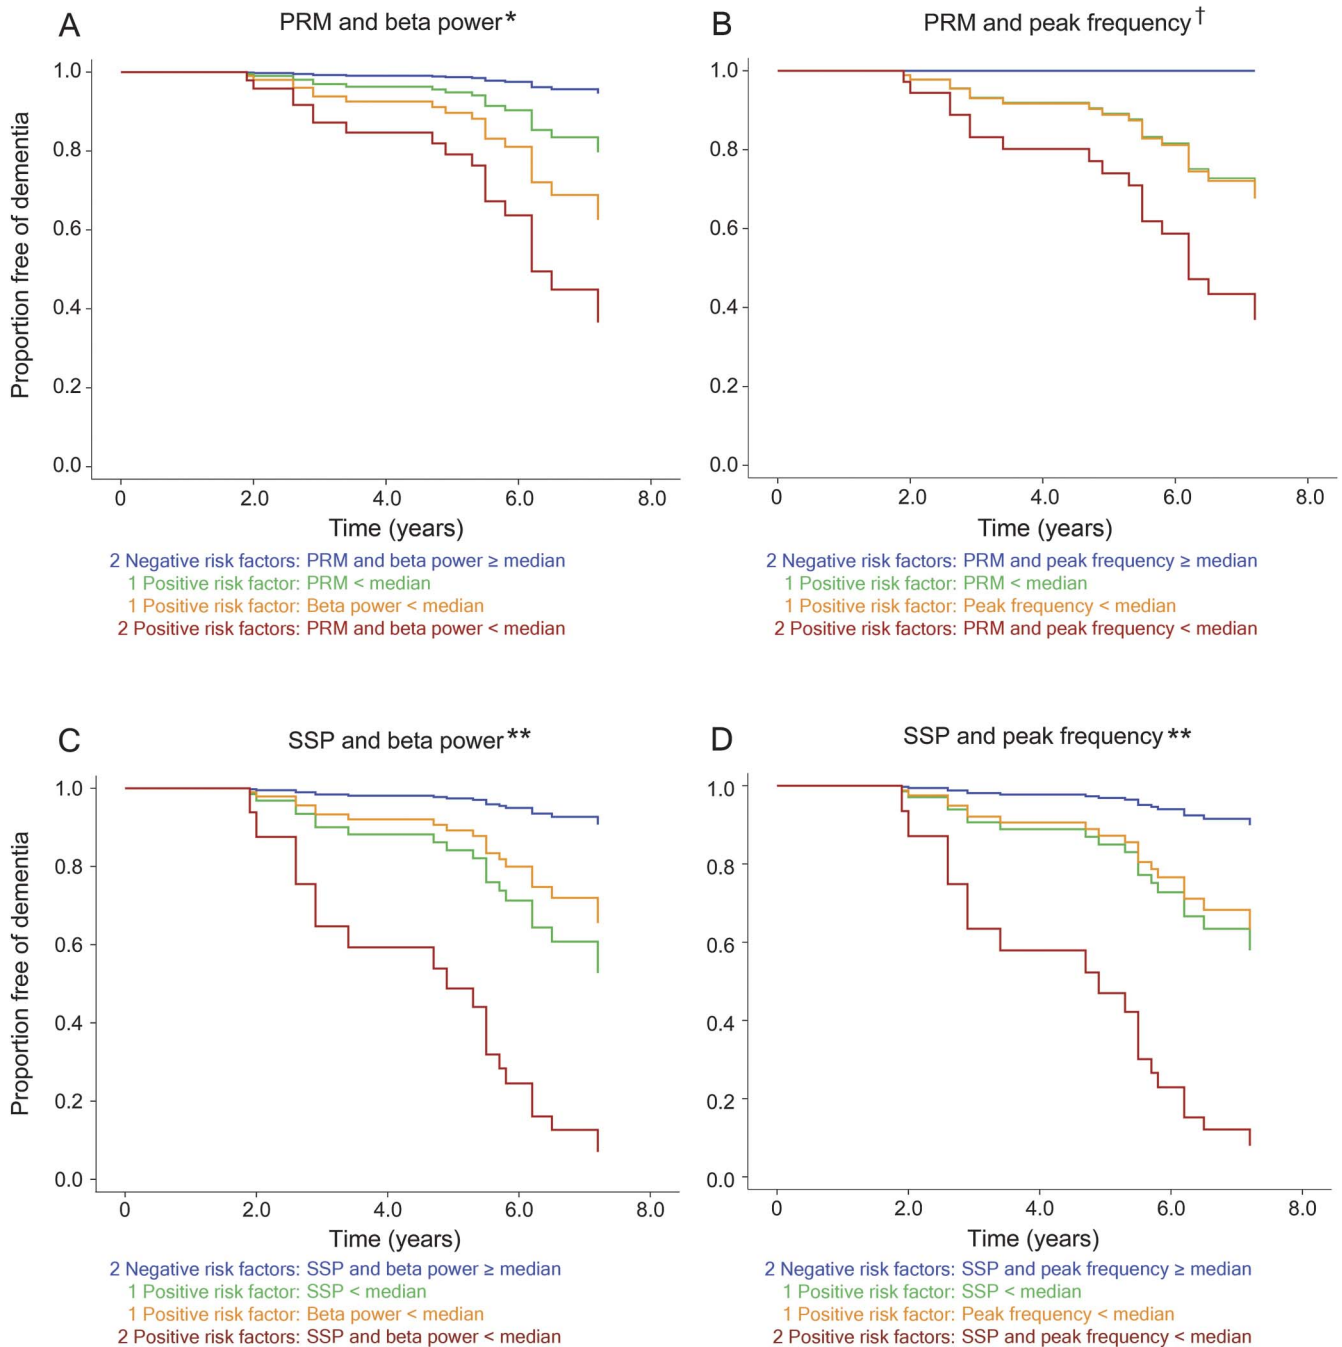 A
PRM and beta power*
Proportion free of dementia
1.0
0.8
0.6
0.4
0.2
0.0
0 2.0 4.0 6.0 8.0
Time (years)
2 Negative risk factors: PRM and beta power ≥ median
1 Positive risk factor: PRM < median
1 Positive risk factor: Beta power < median
2 Positive risk factors: PRM and beta power < median
B
PRM and peak frequency†
1.0
0.8
0.6
0.4
0.2
0.0
0 2.0 4.0 6.0 8.0
Time (years)
2 Negative risk factors: PRM and peak frequency ≥ median
1 Positive risk factor: PRM < median
1 Positive risk factor: Peak frequency < median
2 Positive risk factors: PRM and peak frequency < median
C
SSP and beta power**
Proportion free of dementia
1.0
0.8
0.6
0.4
0.2
0.0
0 2.0 4.0 6.0 8.0
Time (years)
2 Negative risk factors: SSP and beta power ≥ median
1 Positive risk factor: SSP < median
1 Positive risk factor: Beta power < median
2 Positive risk factors: SSP and beta power < median
D
SSP and peak frequency**
1.0
0.8
0.6
0.4
0.2
0.0
0 2.0 4.0 6.0 8.0
Time (years)
2 Negative risk factors: SSP and peak frequency ≥ median
1 Positive risk factor: SSP < median
1 Positive risk factor: Peak frequency < median
2 Positive risk factors: SSP and peak frequency < median